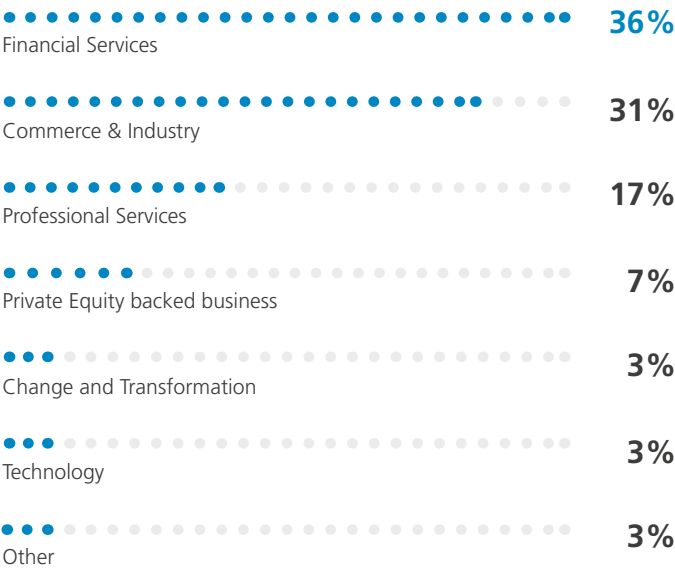 36%
Financial Services
31%
Commerce & Industry
17%
Professional Services
7%
Private Equity backed business
3%
Change and Transformation
3%
Technology
3%
Other